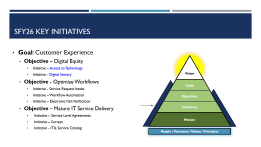 SFY26 KEY INITIATIVES
• Goal: Customer Experience
• Objective – Digital Equity
• Initiative - Access to Technology
• Initiative - Digital literacy
• Objective – Optimize Workflows
• Initiative - Service Request Intake
• Initiative - Workflow Automation
• Initiative - Electronic Visit Verification
• Objective – Mature IT Service Delivery
• Initiative - Service Level Agreements
• Initiative - Surveys
• Initiative - ITIL Service Catalog
Vision
Goals
Objectives
Initiatives
Mission
People • Processes • Values • Principles